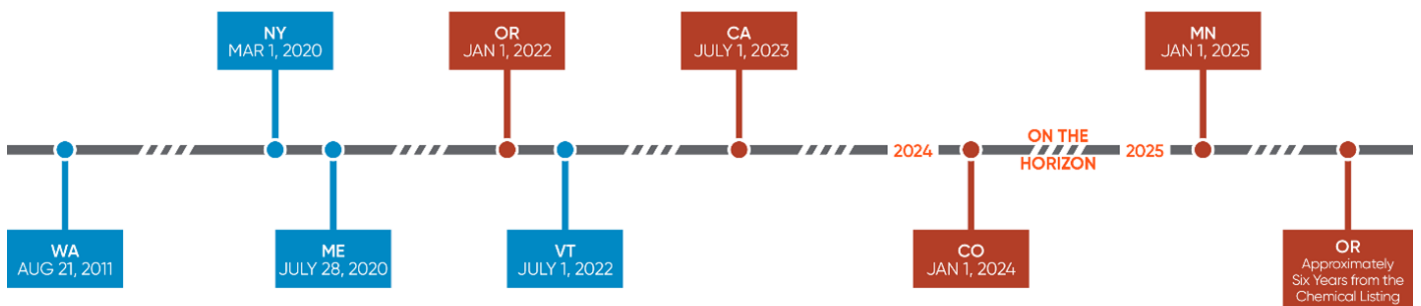 NY
MAR 1, 2020
OR
JAN 1, 2022
CA
JULY 1, 2023
MN
JAN 1, 2025
2024
ON THE
HORIZON
2025
WA
AUG 21, 2011
ME
JULY 28, 2020
VT
JULY 1, 2022
CO
JAN 1, 2024
OR
Approximately
Six Years from the
Chemical Listing